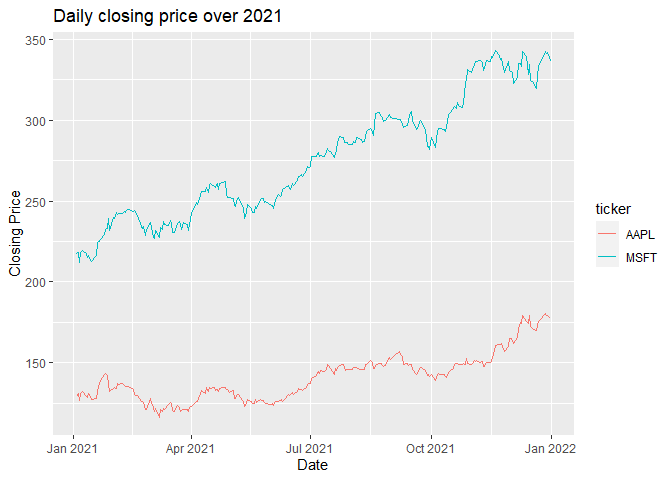 Daily closing price over 2021
350
300
250
200
150
Closing Price
Jan 2021 Apr 2021 Jul 2021 Oct 2021 Jan 2022
Date
ticker
AAPL
MSFT